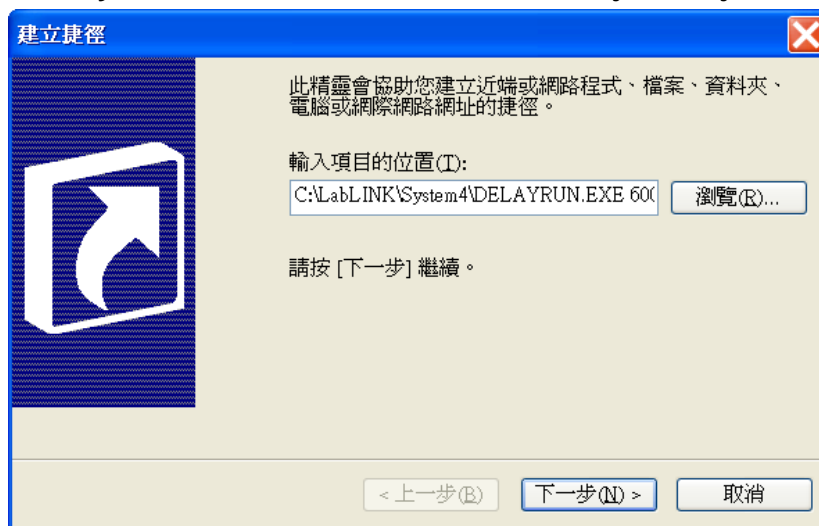 建立捷徑
此精靈會協助您建立近端或網路程式、檔案、資料夾、
電腦或網際網路網址的捷徑。
輸入項目的位置(T):
C:\LabLINK\System4\DELAYRUN.EXE 600
瀏覽(R)...
請按 [下一步] 繼續。
<上一步(B)
下一步(N) >
取消